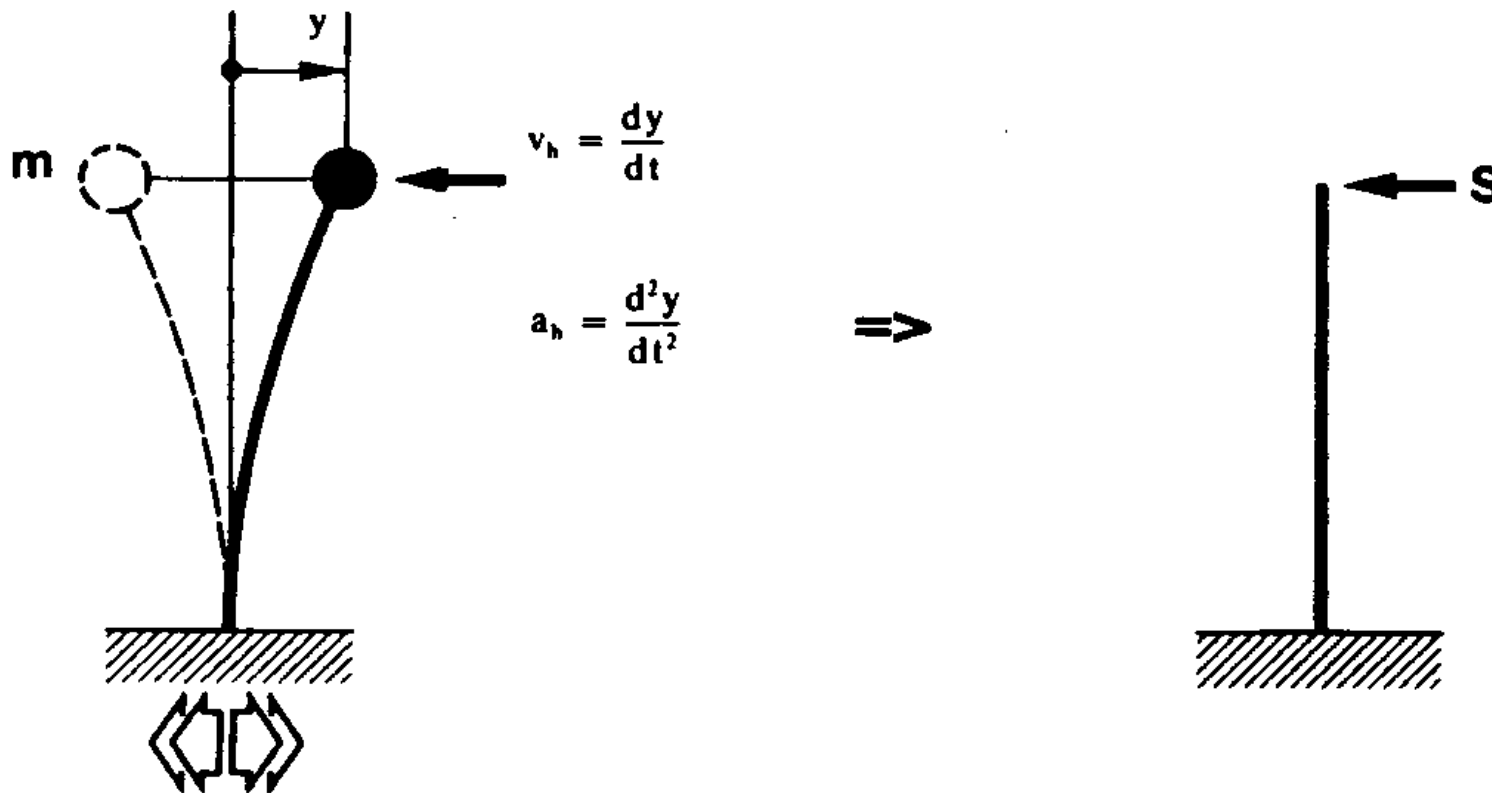 y
m
v_h = dy/dt
S
a_h = d²y/dt²
=>